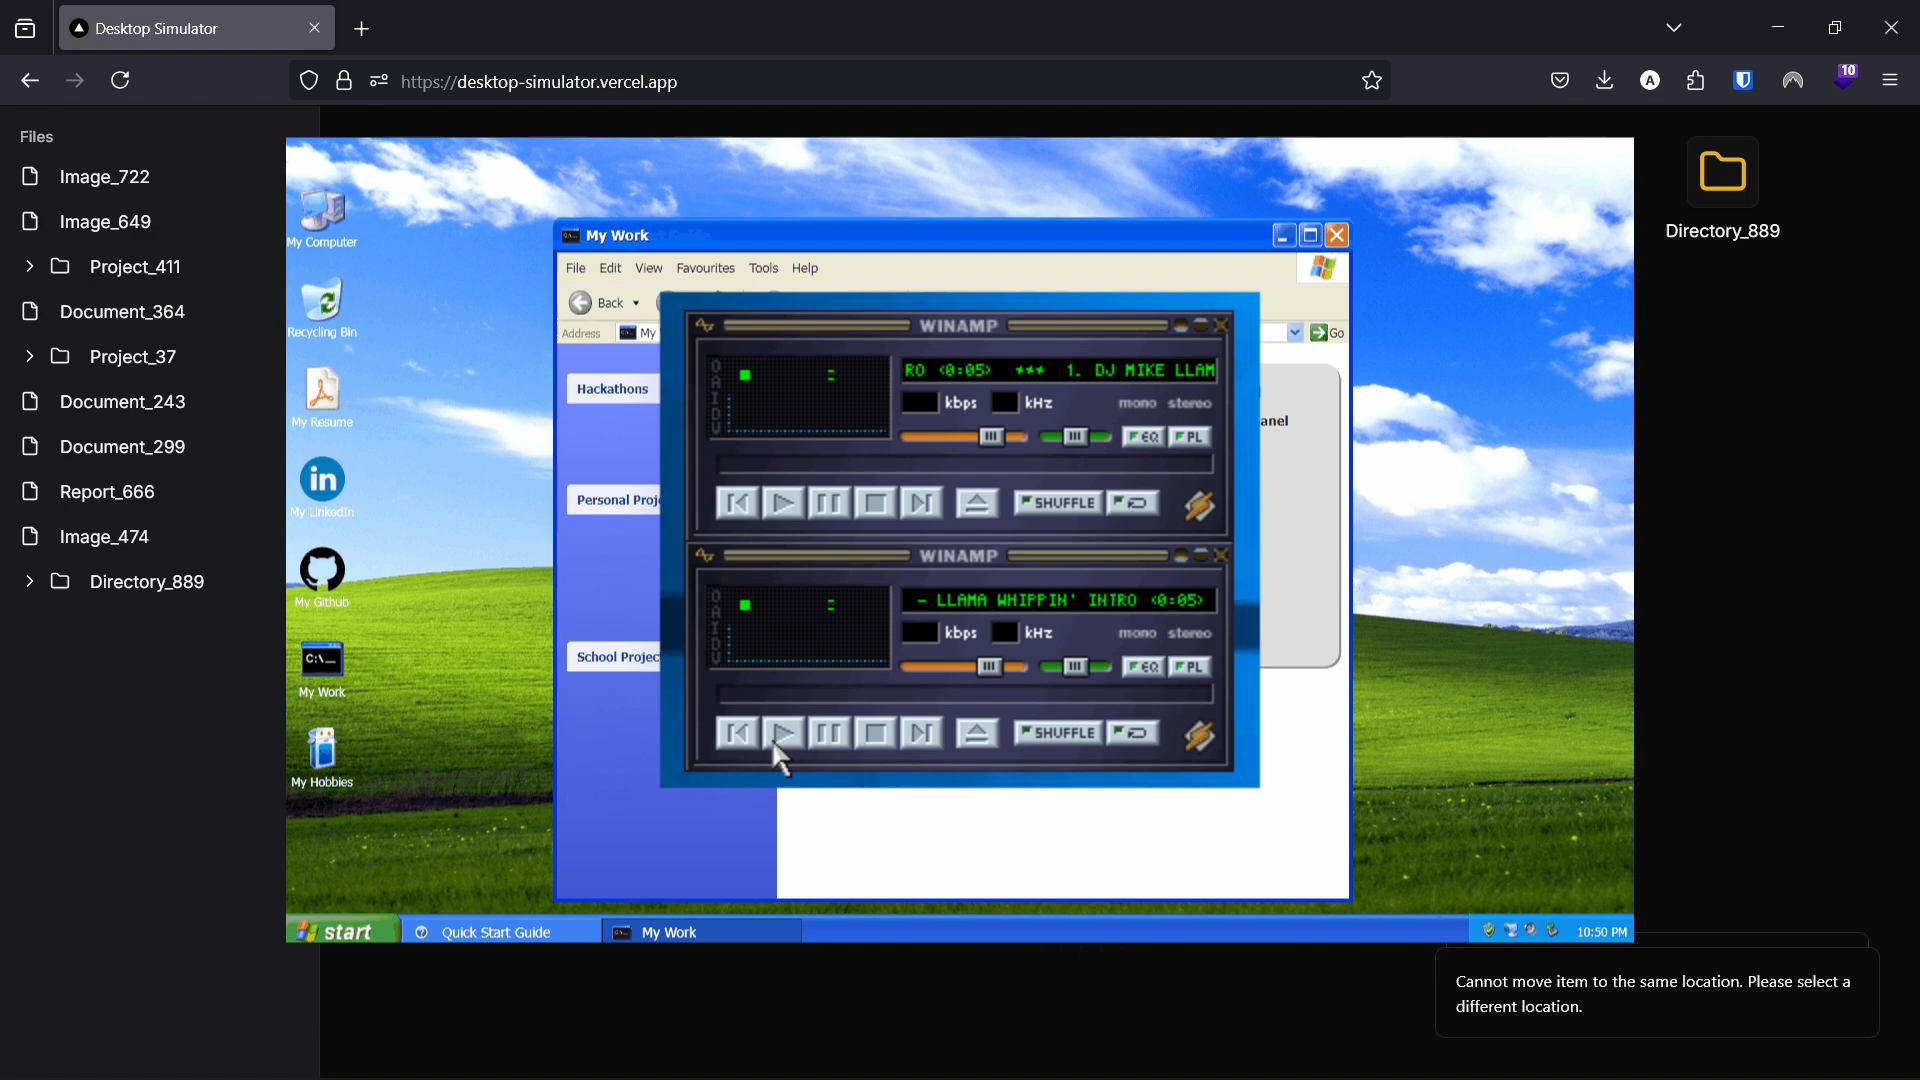 Desktop Simulator
https://desktop-simulator.vercel.app
10
Files
Image_722
Image_649
Project_411
Document_364
Project_37
Document_243
Document_299
Report_666
Image_474
Directory_889
Directory_889
My Computer
Recycling Bin
My Resume
in
My LinkedIn
My Github
C:\_
My Work
My Hobbies
My Work
File Edit View Favourites Tools Help
Back
Address My
Go
Hackathons
Personal Proj
School Projec
anel
WINAMP
OAIDV
RO (0:05) *** 1. DJ MIKE LLAM
kbps kHz mono stereo
EQ PL
SHUFFLE
WINAMP
OAIDV
- LLAMA WHIPPIN' INTRO (0:05)
kbps kHz mono stereo
EQ PL
SHUFFLE
start
Quick Start Guide
My Work
10:50 PM
Cannot move item to the same location. Please select a
different location.